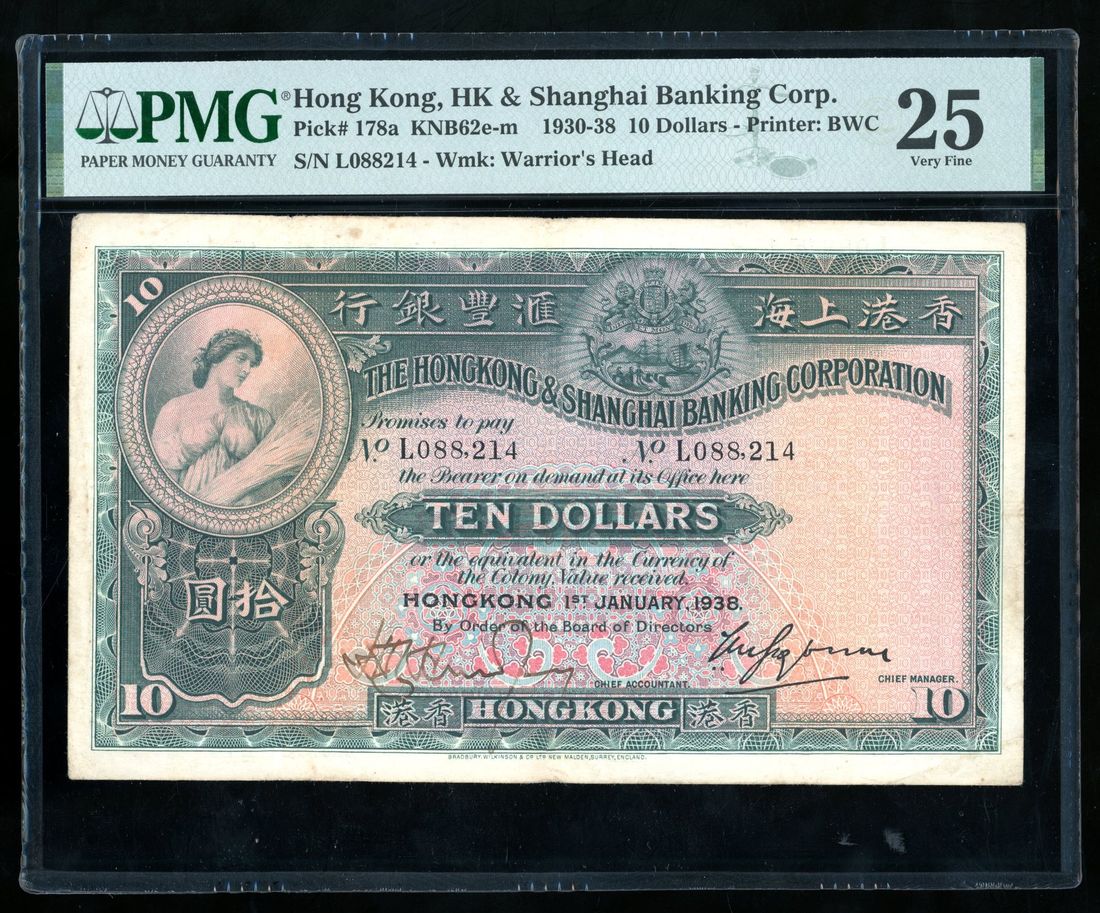 PMG® Hong Kong, HK & Shanghai Banking Corp. 25
Pick# 178a KNB62e-m 1930-38 10 Dollars - Printer: BWC
PAPER MONEY GUARANTY S/N L088214 - Wmk: Warrior's Head Very Fine
10
行銀豐滙 海上港香
THE HONGKONG & SHANGHAI BANKING CORPORATION
Promises to pay
No. L088,214 No. L088,214
the Bearer on demand at its Office here
TEN DOLLARS
or the equivalent in the Currency of
the Colony, Value received.
圓拾
HONGKONG 1ST JANUARY, 1938.
By Order of the Board of Directors
CHIEF ACCOUNTANT. CHIEF MANAGER.
10 港香 HONGKONG 港香 10
BRADBURY, WILKINSON & CO LTD NEW MALDEN, SURREY, ENGLAND.